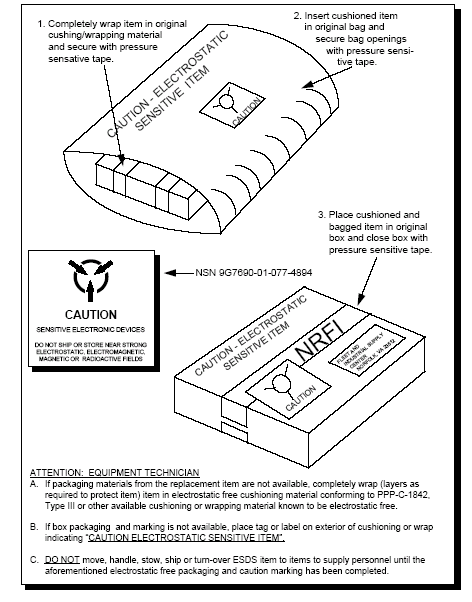 1. Completely wrap item in original
cushing/wrapping material
and secure with pressure
sensative tape.
2. Insert cushioned item
in original bag and
secure bag openings
with pressure sensi-
tive tape.
CAUTION - ELECTROSTATIC
SENSITIVE ITEM
CAUTION
3. Place cushioned and
bagged item in original
box and close box with
pressure sensitive tape.
NSN 9G7690-01-077-4894
CAUTION
SENSITIVE ELECTRONIC DEVICES
DO NOT SHIP OR STORE NEAR STRONG
ELECTROSTATIC, ELECTROMAGNETIC,
MAGNETIC OR RADIOACTIVE FIELDS
CAUTION - ELECTROSTATIC
SENSITIVE ITEM
NRFI
CAUTION
FLEET AND
INDUSTRIAL SUPPLY
CENTER
NORFOLK, VA 23512
ATTENTION: EQUIPMENT TECHNICIAN
A. If packaging materials from the replacement item are not available, completely wrap (layers as
required to protect item) item in electrostatic free cushioning material conforming to PPP-C-1842,
Type III or other available cushioning or wrapping material known to be electrostatic free.
B. If box packaging and marking is not available, place tag or label on exterior of cushioning or wrap
indicating "CAUTION ELECTROSTATIC SENSITIVE ITEM".
C. DO NOT move, handle, stow, ship or turn-over ESDS item to items to supply personnel until the
aforementioned electrostatic free packaging and caution marking has been completed.